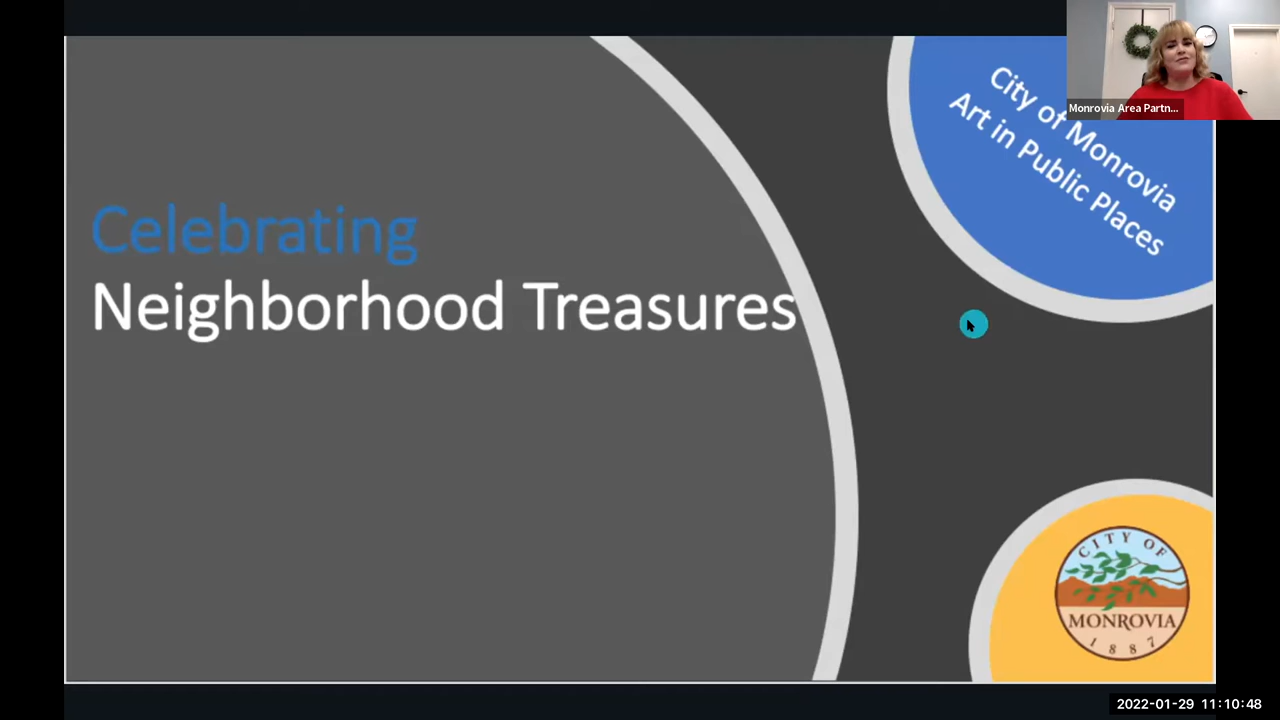 City of Monrovia
Art in Public Places
Monrovia Area Partn...
Celebrating
Neighborhood Treasures
CITY OF
MONROVIA
1887
2022-01-29 11:10:48